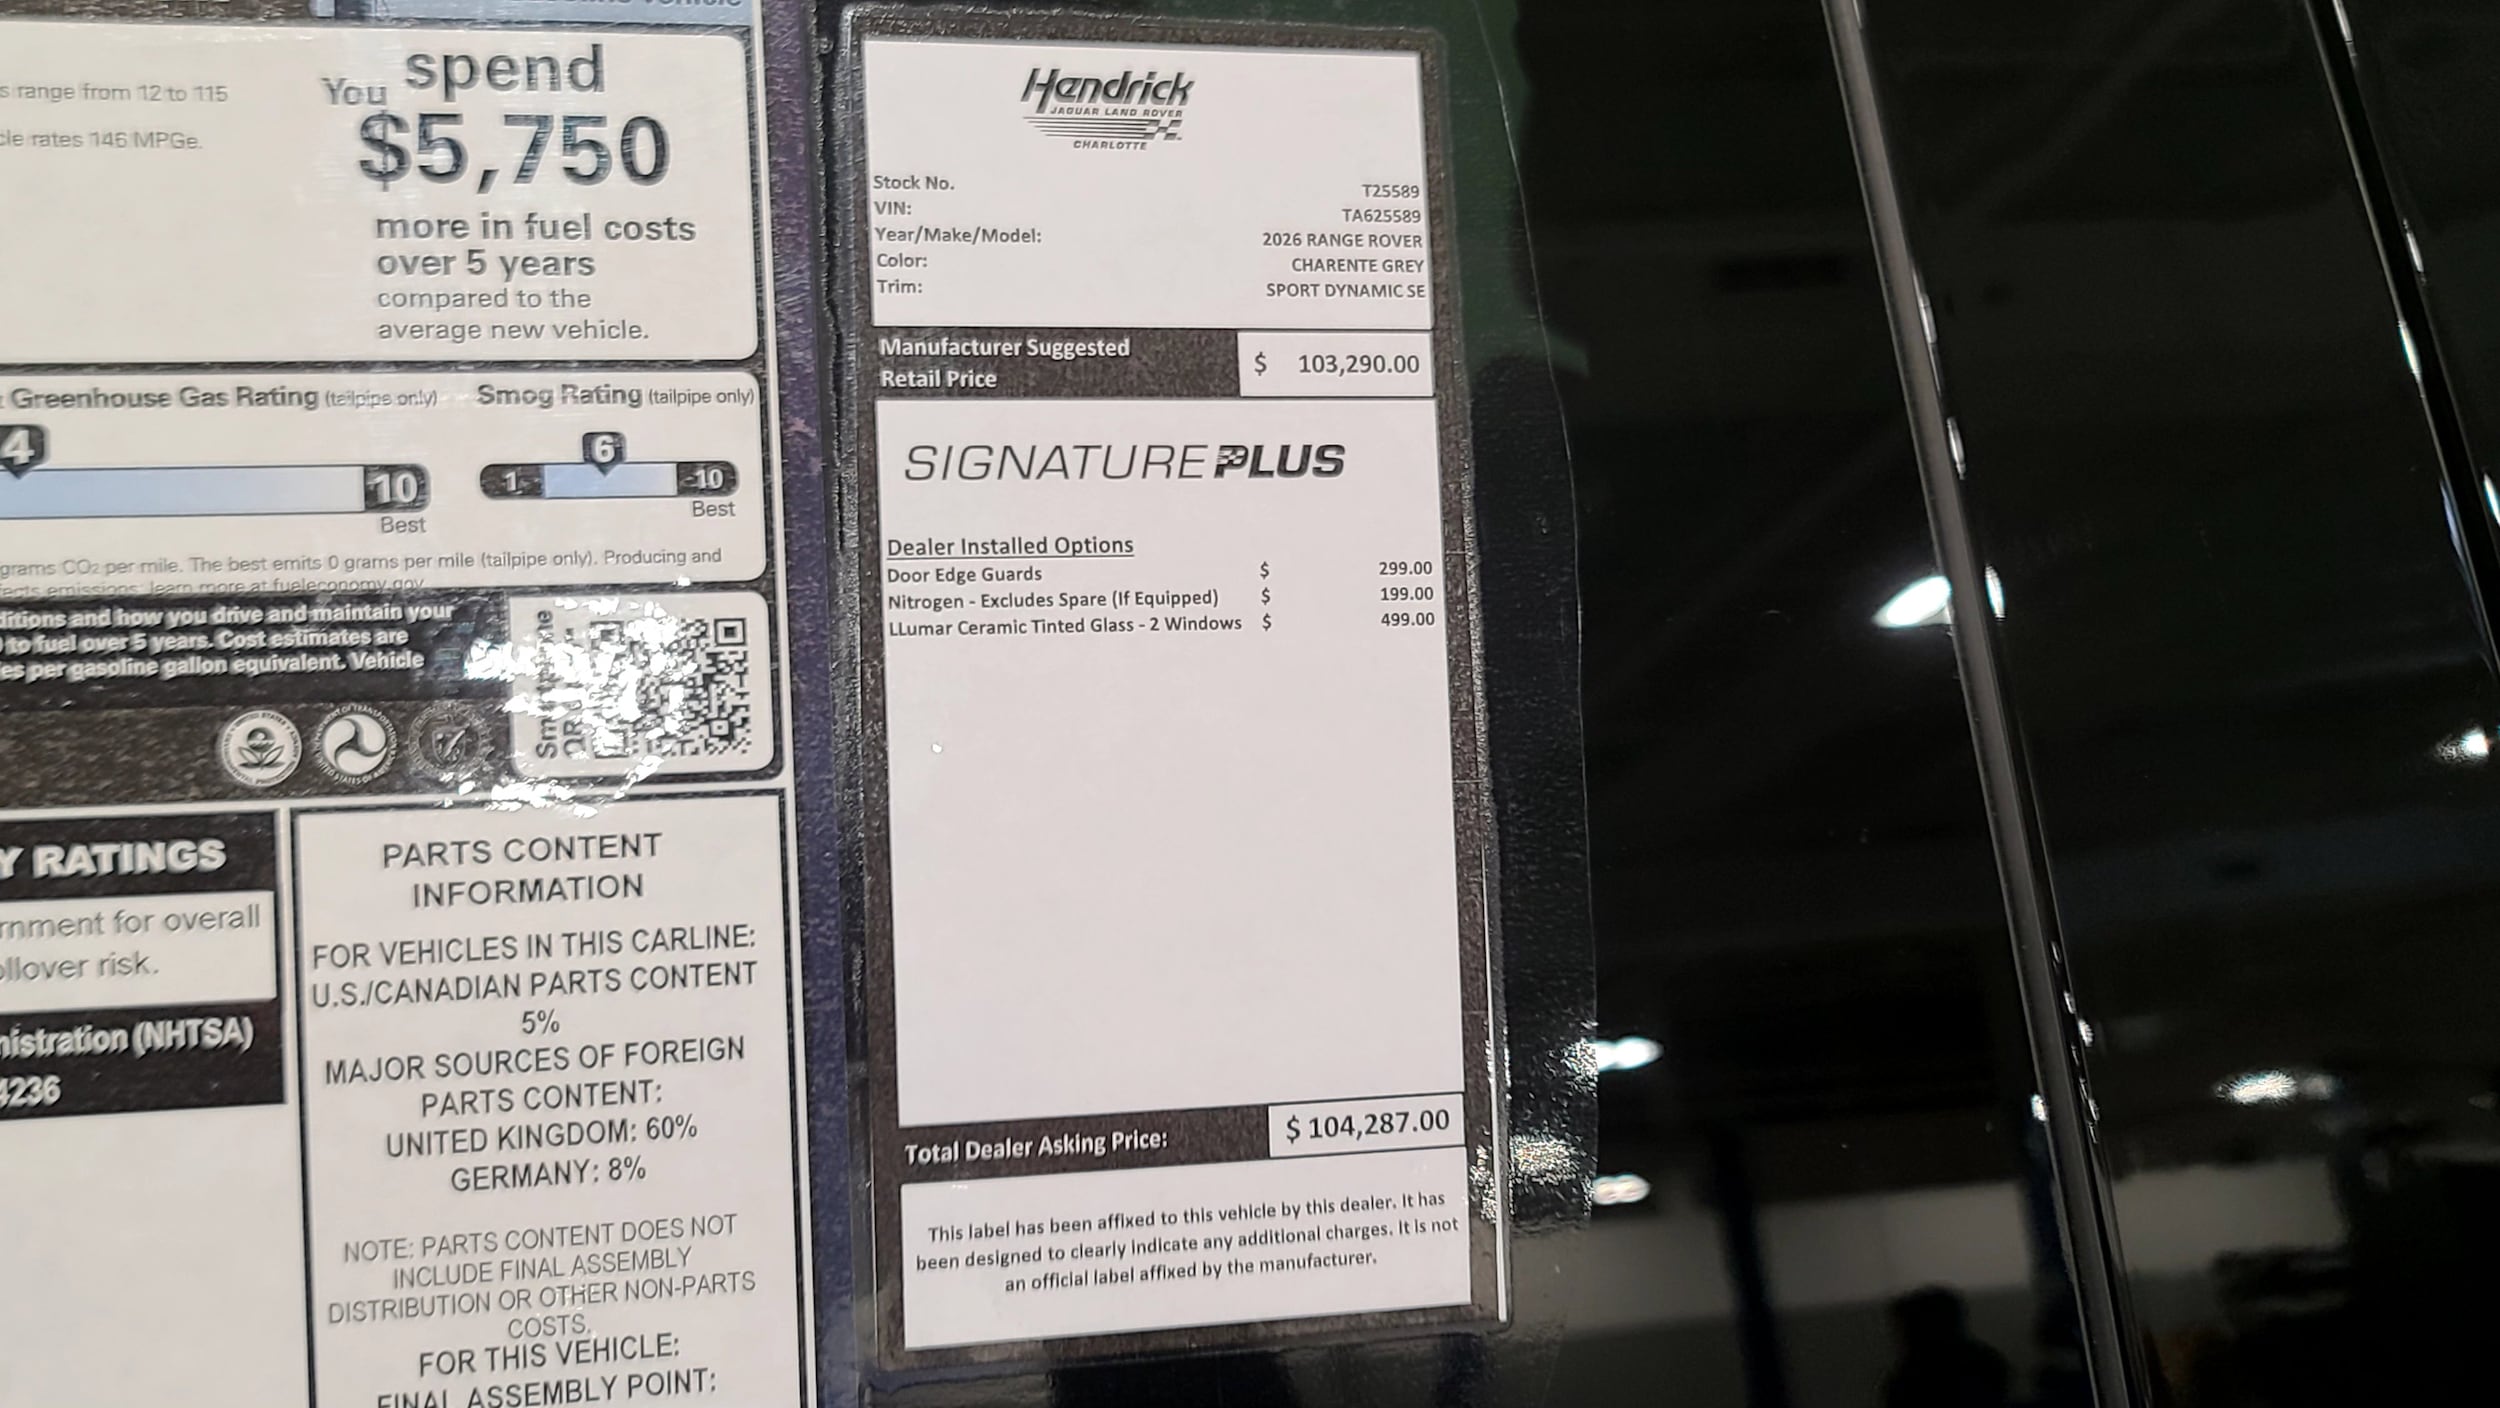 s range from 12 to 115
cle rates 146 MPGe.
You spend
$5,750
more in fuel costs
over 5 years
compared to the
average new vehicle.
Greenhouse Gas Rating (tailpipe only)
Smog Rating (tailpipe only)
4
10
Best
6
1
10
Best
grams CO2 per mile. The best emits 0 grams per mile (tailpipe only). Producing and
emissions; learn more at fueleconomy.gov
ditions and how you drive and maintain your
to fuel over 5 years. Cost estimates are
es per gasoline gallon equivalent. Vehicle
Y RATINGS
rnment for overall
ollover risk.
nistration (NHTSA)
4236
PARTS CONTENT
INFORMATION
FOR VEHICLES IN THIS CARLINE:
U.S./CANADIAN PARTS CONTENT
5%
MAJOR SOURCES OF FOREIGN
PARTS CONTENT:
UNITED KINGDOM: 60%
GERMANY: 8%
NOTE: PARTS CONTENT DOES NOT
INCLUDE FINAL ASSEMBLY
DISTRIBUTION OR OTHER NON-PARTS
COSTS.
FOR THIS VEHICLE:
FINAL ASSEMBLY POINT:
Hendrick
JAGUAR LAND ROVER
CHARLOTTE
Stock No. T25589
VIN: TA625589
Year/Make/Model: 2026 RANGE ROVER
Color: CHARENTE GREY
Trim: SPORT DYNAMIC SE
Manufacturer Suggested
Retail Price
$ 103,290.00
SIGNATURE PLUS
Dealer Installed Options
Door Edge Guards $ 299.00
Nitrogen - Excludes Spare (If Equipped) $ 199.00
LLumar Ceramic Tinted Glass - 2 Windows $ 499.00
Total Dealer Asking Price: $ 104,287.00
This label has been affixed to this vehicle by this dealer. It has
been designed to clearly indicate any additional charges. It is not
an official label affixed by the manufacturer.